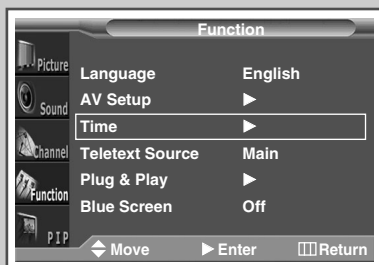 Function
Picture
Sound
Channel
Function
PIP
Language English
AV Setup
Time
Teletext Source Main
Plug & Play
Blue Screen Off
Move Enter Return